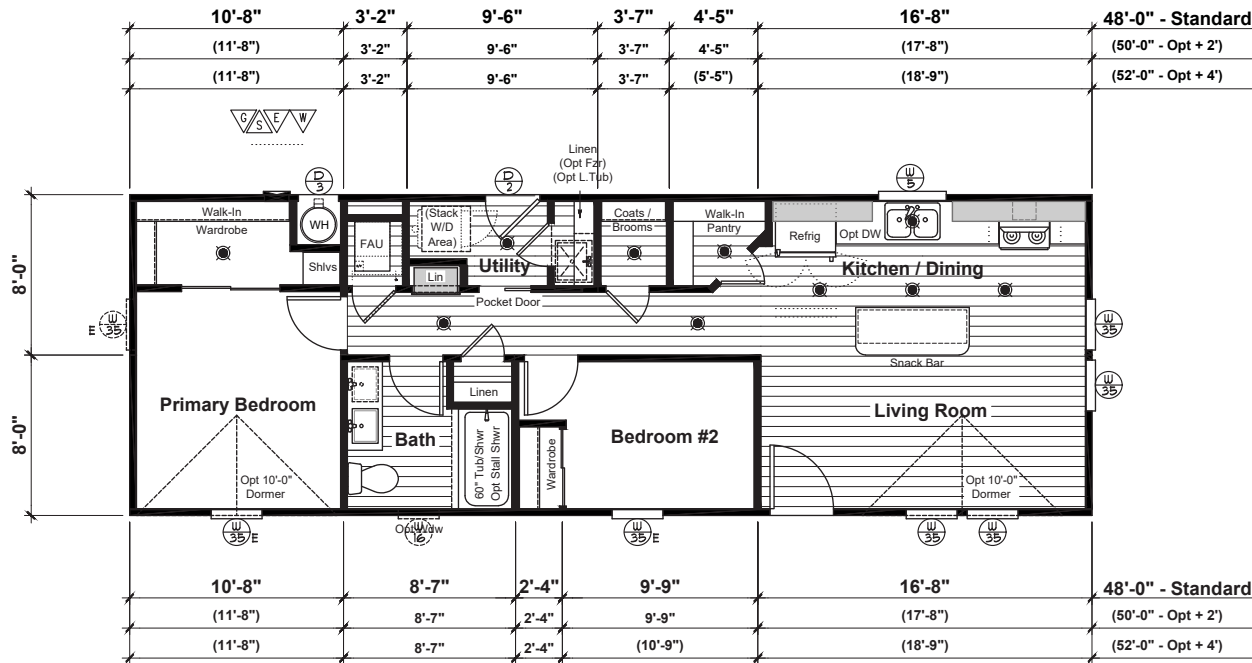 10'-8" 3'-2" 9'-6" 3'-7" 4'-5" 16'-8" 48'-0" - Standard
(11'-8") 3'-2" 9'-6" 3'-7" 4'-5" (17'-8") (50'-0" - Opt + 2')
(11'-8") 3'-2" 9'-6" 3'-7" (5'-5") (18'-9") (52'-0" - Opt + 4')
G S E W
Linen
(Opt Fzr)
(Opt L.Tub)
D
3
D
2
W
5
Walk-In
Wardrobe
WH
Shlvs
FAU
(Stack
W/D
Area)
Lin
Utility
Pocket Door
Coats /
Brooms
Walk-In
Pantry
Refrig
Opt DW
Kitchen / Dining
8'-0"
8'-0"
E
W
35
W
35
W
35
Snack Bar
Primary Bedroom
Opt 10'-0"
Dormer
Bath
Linen
60" Tub/Shwr
Opt Stall Shwr
Wardrobe
Bedroom #2
Living Room
Opt 10'-0"
Dormer
W
35
E
Opt Wdw
W
16
W
35
E
W
35
W
35
10'-8" 8'-7" 2'-4" 9'-9" 16'-8" 48'-0" - Standard
(11'-8") 8'-7" 2'-4" 9'-9" (17'-8") (50'-0" - Opt + 2')
(11'-8") 8'-7" 2'-4" (10'-9") (18'-9") (52'-0" - Opt + 4')